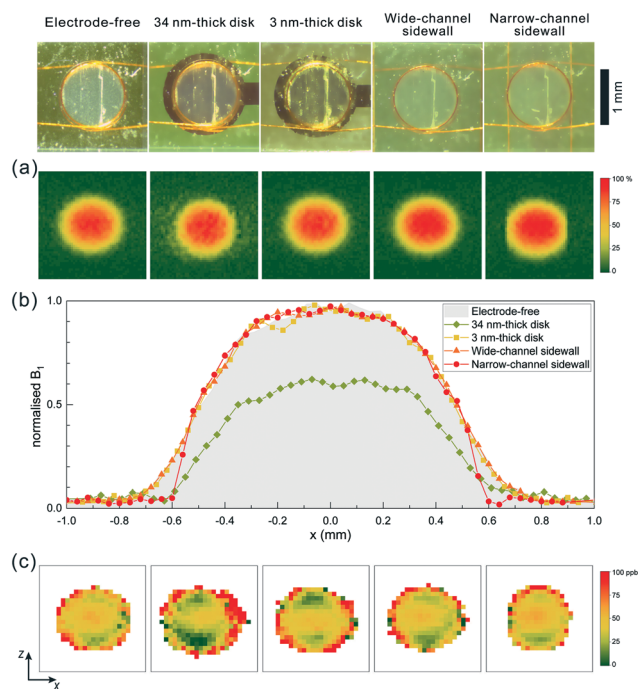 Electrode-free 34 nm-thick disk 3 nm-thick disk Wide-channel sidewall Narrow-channel sidewall
1 mm
(a)
100 %
75
50
25
0
(b)
1.0
0.5
0.0
normalised B1
Electrode-free
34 nm-thick disk
3 nm-thick disk
Wide-channel sidewall
Narrow-channel sidewall
-1.0 -0.8 -0.6 -0.4 -0.2 0.0 0.2 0.4 0.6 0.8 1.0
x (mm)
(c)
100 ppb
75
50
25
0
z
x